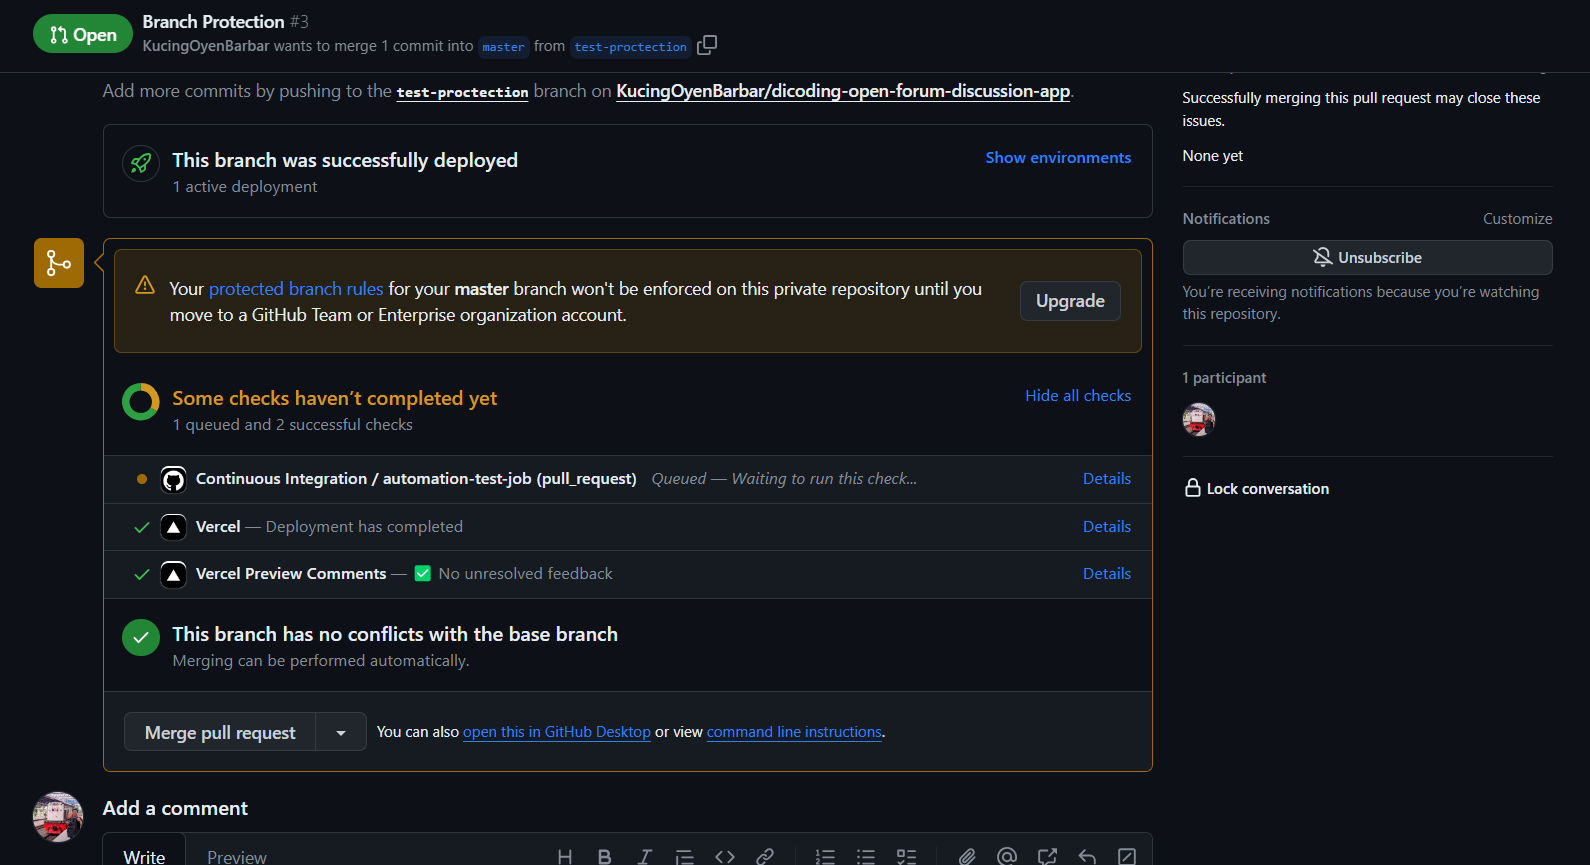 Open
Branch Protection #3
KucingOyenBarbar wants to merge 1 commit into master from test-proctection
Add more commits by pushing to the test-proctection branch on KucingOyenBarbar/dicoding-open-forum-discussion-app.
This branch was successfully deployed
1 active deployment
Show environments
Your protected branch rules for your master branch won't be enforced on this private repository until you
move to a GitHub Team or Enterprise organization account.
Upgrade
Some checks haven't completed yet
1 queued and 2 successful checks
Hide all checks
Continuous Integration / automation-test-job (pull_request) Queued — Waiting to run this check...
Details
Vercel — Deployment has completed
Details
Vercel Preview Comments — ✅ No unresolved feedback
Details
This branch has no conflicts with the base branch
Merging can be performed automatically.
Merge pull request
You can also open this in GitHub Desktop or view command line instructions.
Add a comment
Write
Preview
Successfully merging this pull request may close these
issues.
None yet
Notifications
Customize
Unsubscribe
You're receiving notifications because you're watching
this repository.
1 participant
Lock conversation